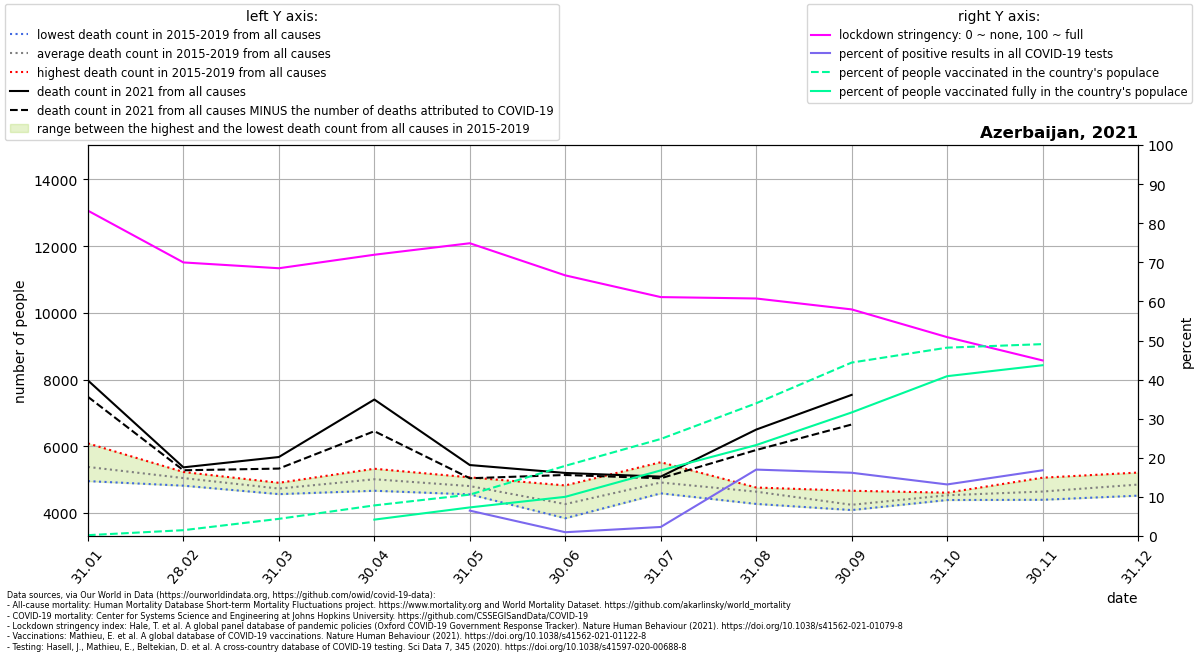 left Y axis:
lowest death count in 2015-2019 from all causes
average death count in 2015-2019 from all causes
highest death count in 2015-2019 from all causes
death count in 2021 from all causes
death count in 2021 from all causes MINUS the number of deaths attributed to COVID-19
range between the highest and the lowest death count from all causes in 2015-2019
right Y axis:
lockdown stringency: 0 ~ none, 100 ~ full
percent of positive results in all COVID-19 tests
percent of people vaccinated in the country's populace
percent of people vaccinated fully in the country's populace
Azerbaijan, 2021
number of people
14000
12000
10000
8000
6000
4000
100
90
80
70
60
50
40
30
20
10
0
percent
31.01
28.02
31.03
30.04
31.05
30.06
31.07
31.08
30.09
31.10
30.11
31.12
date
Data sources, via Our World in Data (https://ourworldindata.org, https://github.com/owid/covid-19-data):
- All-cause mortality: Human Mortality Database Short-term Mortality Fluctuations project. https://www.mortality.org and World Mortality Dataset. https://github.com/akarlinsky/world_mortality
- COVID-19 mortality: Center for Systems Science and Engineering at Johns Hopkins University. https://github.com/CSSEGISandData/COVID-19
- Lockdown stringency index: Hale, T. et al. A global panel database of pandemic policies (Oxford COVID-19 Government Response Tracker). Nature Human Behaviour (2021). https://doi.org/10.1038/s41562-021-01079-8
- Vaccinations: Mathieu, E. et al. A global database of COVID-19 vaccinations. Nature Human Behaviour (2021). https://doi.org/10.1038/s41562-021-01122-8
- Testing: Hasell, J., Mathieu, E., Beltekian, D. et al. A cross-country database of COVID-19 testing. Sci Data 7, 345 (2020). https://doi.org/10.1038/s41597-020-00688-8